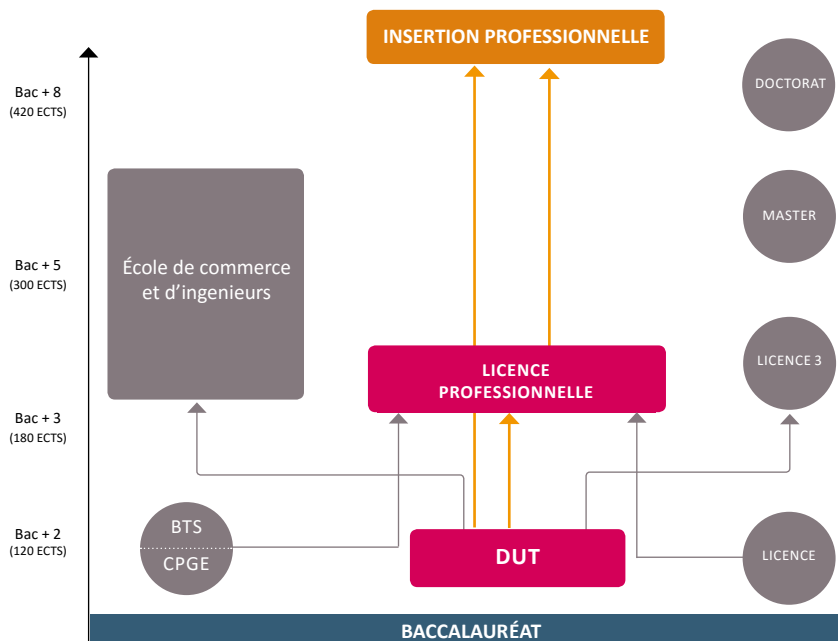 INSERTION PROFESSIONNELLE
Bac + 8
(420 ECTS)
DOCTORAT
MASTER
École de commerce
et d’ingenieurs
Bac + 5
(300 ECTS)
LICENCE
PROFESSIONNELLE
LICENCE 3
Bac + 3
(180 ECTS)
Bac + 2
(120 ECTS)
BTS
CPGE
DUT
LICENCE
BACCALAURÉAT